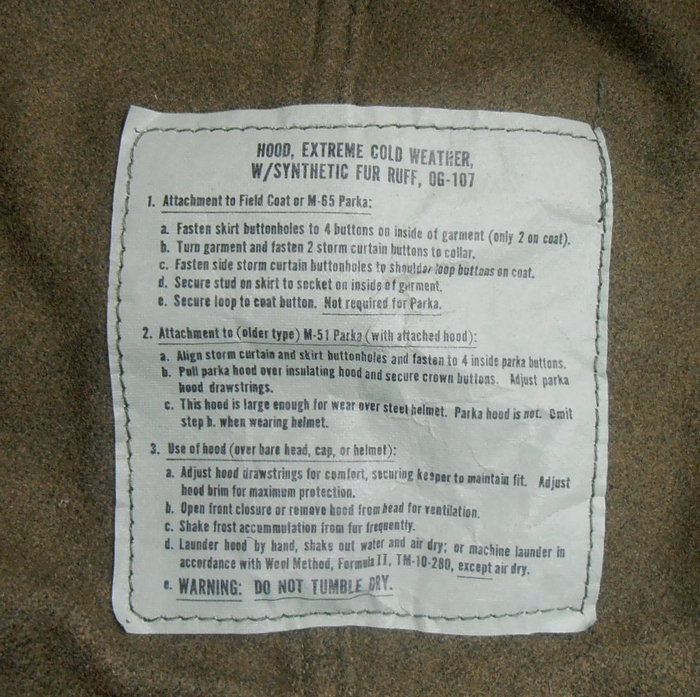 HOOD, EXTREME COLD WEATHER,
W/SYNTHETIC FUR RUFF, OG-107
1. Attachment to Field Coat or M-65 Parka:
a. Fasten skirt buttonholes to 4 buttons on inside of garment (only 2 on coat).
b. Turn garment and fasten 2 storm curtain buttons to collar.
c. Fasten side storm curtain buttonholes to shoulder loop buttons on coat.
d. Secure stud on skirt to socket on inside of garment.
e. Secure loop to coat button. Not required for Parka.
2. Attachment to (older type) M-51 Parka (with attached hood):
a. Align storm curtain and skirt buttonholes and fasten to 4 inside parka buttons.
b. Pull parka hood over insulating hood and secure crown buttons. Adjust parka
hood drawstrings.
c. This hood is large enough for wear over steel helmet. Parka hood is not. Omit
step b. when wearing helmet.
3. Use of hood (over bare head, cap, or helmet):
a. Adjust hood drawstrings for comfort, securing keeper to maintain fit. Adjust
hood brim for maximum protection.
b. Open front closure or remove hood from head for ventilation.
c. Shake frost accummulation from fur frequently.
d. Launder hood by hand, shake out water and air dry; or machine launder in
accordance with Wool Method, Formula II, TM-10-280, except air dry.
e. WARNING: DO NOT TUMBLE DRY.